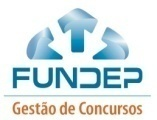 FUNDEP
Gestão de Concursos